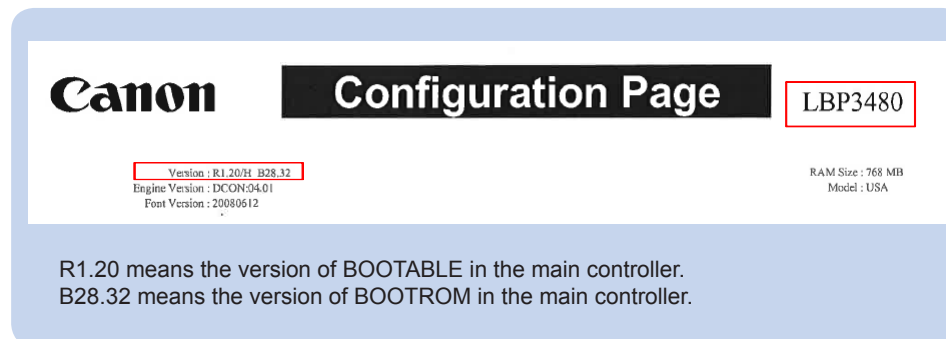 Canon
Configuration Page
LBP3480
Version : R1.20/H B28.32
Engine Version : DCON:04.01
Font Version : 20080612
RAM Size : 768 MB
Model : USA
R1.20 means the version of BOOTABLE in the main controller.
B28.32 means the version of BOOTROM in the main controller.